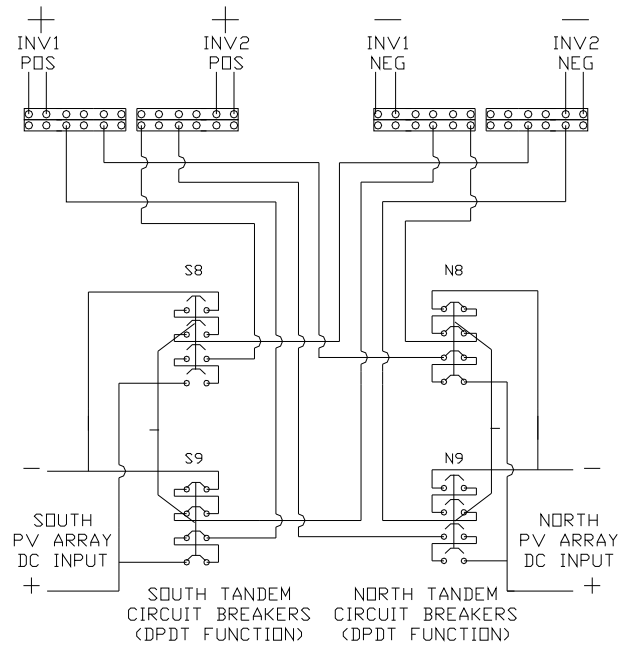 + + − −
INV1 INV2 INV1 INV2
POS POS NEG NEG
S8 N8
S9 N9
− −
SOUTH NORTH
PV ARRAY PV ARRAY
DC INPUT DC INPUT
+ +
SOUTH TANDEM NORTH TANDEM
CIRCUIT BREAKERS CIRCUIT BREAKERS
(DPDT FUNCTION) (DPDT FUNCTION)